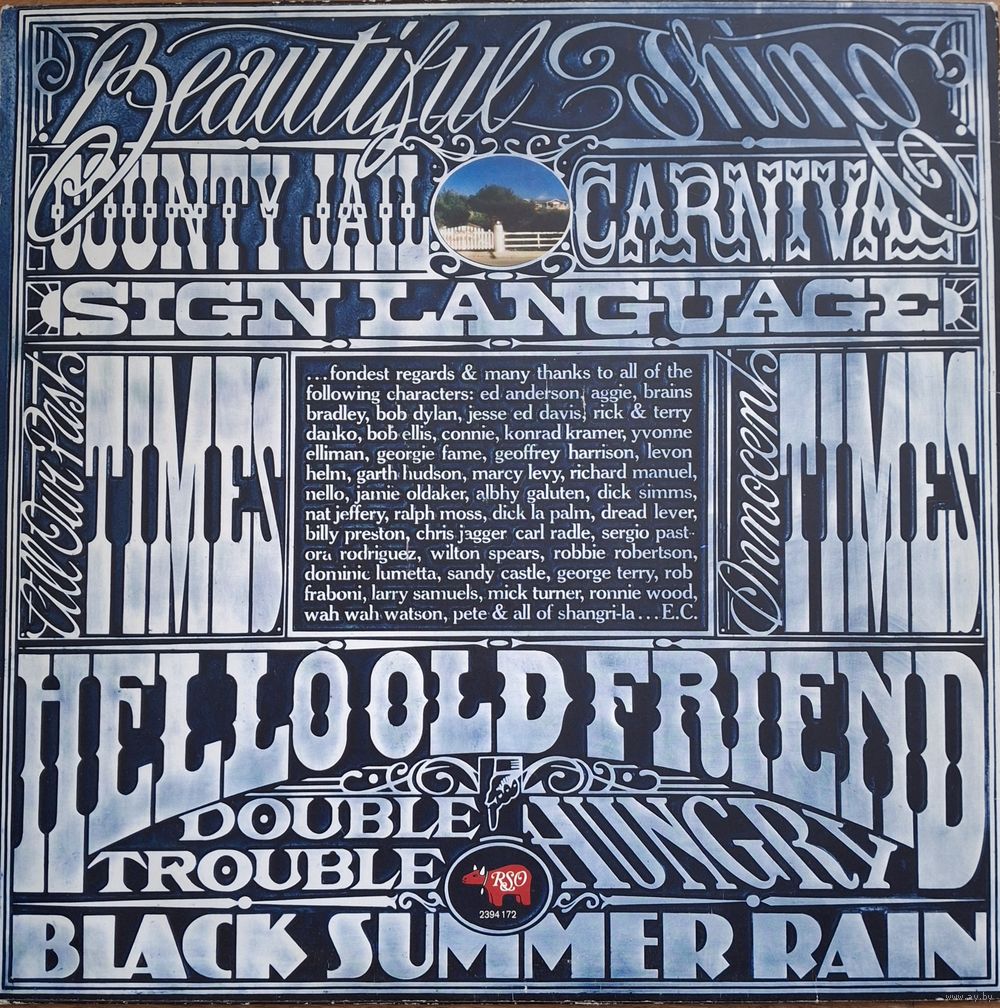 Beautiful Thing
COUNTY JAIL
CARNIVAL
SIGN LANGUAGE
All Our Past
TIMES
...fondest regards & many thanks to all of the
following characters: ed anderson, aggie, brains
bradley, bob dylan, jesse ed davis, rick & terry
danko, bob ellis, connie, konrad kramer, yvonne
elliman, georgie fame, geoffrey harrison, levon
helm, garth hudson, marcy levy, richard manuel,
nello, jamie oldaker, albhy galuten, dick simms,
nat jeffery, ralph moss, dick la palm, dread lever,
billy preston, chris jagger carl radle, sergio past-
ora rodriguez, wilton spears, robbie robertson,
dominic lumetta, sandy castle, george terry, rob
fraboni, larry samuels, mick turner, ronnie wood,
wah wah watson, pete & all of shangri-la...E.C.
Innocent
TIMES
HELLO OLD FRIEND
DOUBLE
TROUBLE
HUNGRY
RSO
2394 172
BLACK SUMMER RAIN
www.ay.by